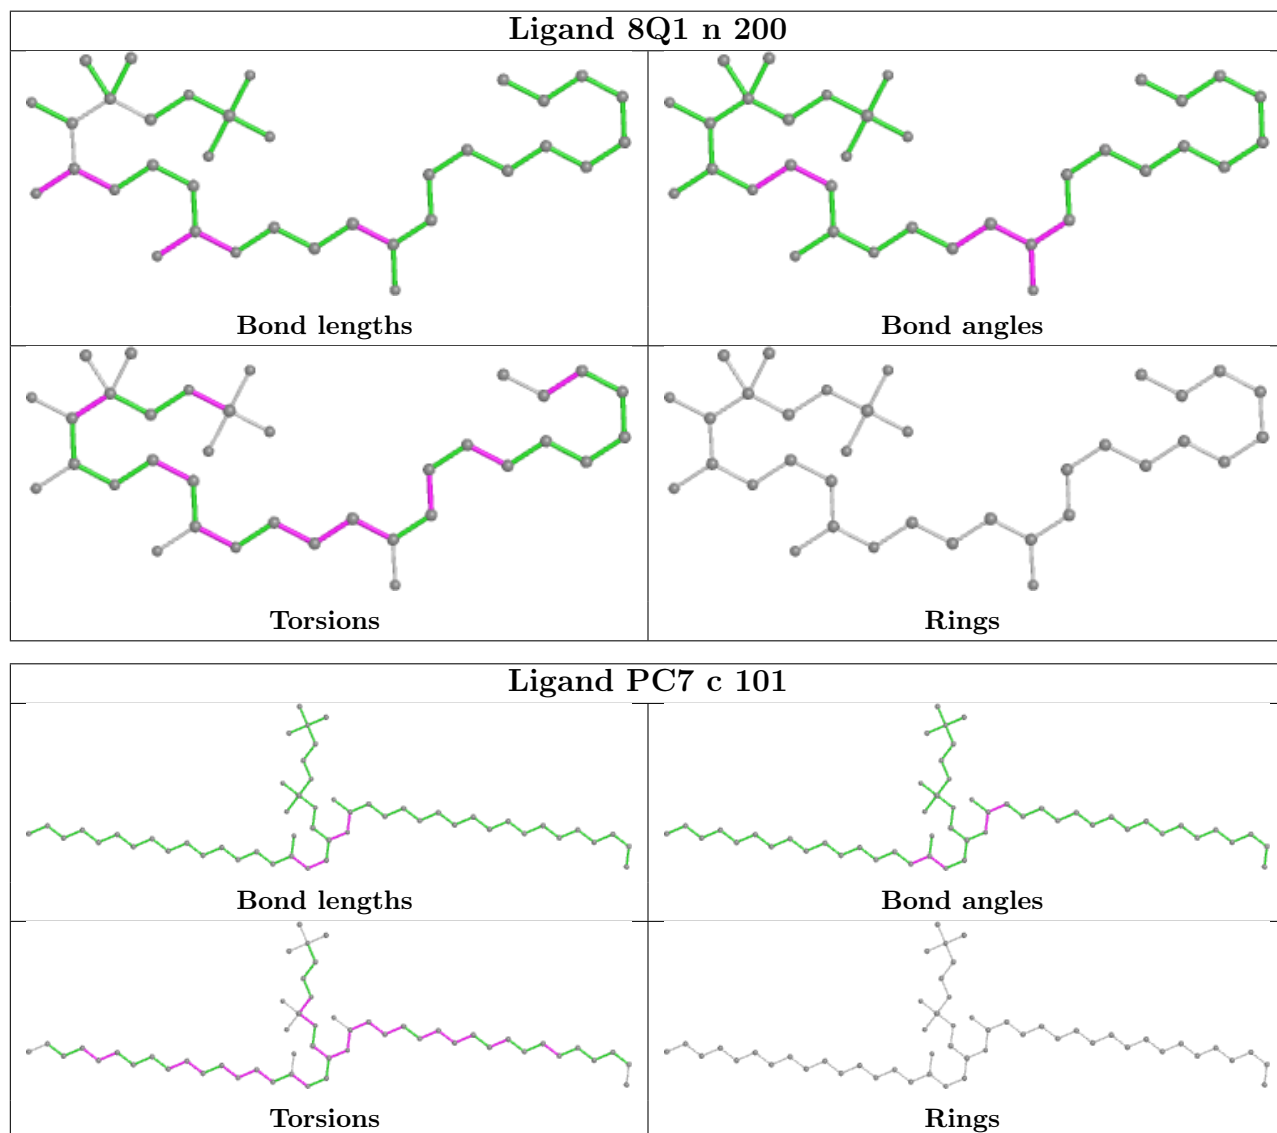 Ligand 8Q1 n 200
Bond lengths
Bond angles
Torsions
Rings
Ligand PC7 c 101
Bond lengths
Bond angles
Torsions
Rings